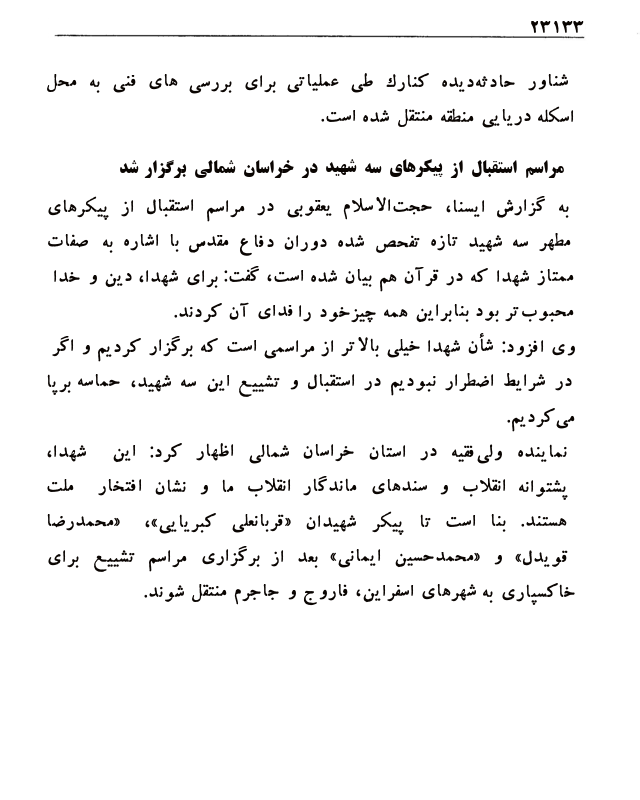 ۲۳۱۳۳
شناور حادثه‌دیده کنارک طی عملیاتی برای بررسی های فنی به محل
اسکله دریایی منطقه منتقل شده است.
مراسم استقبال از پیکرهای سه شهید در خراسان شمالی برگزار شد
به گزارش ایسنا، حجت‌الاسلام یعقوبی در مراسم استقبال از پیکرهای
مطهر سه شهید تازه تفحص شده دوران دفاع مقدس با اشاره به صفات
ممتاز شهدا که در قرآن هم بیان شده است، گفت: برای شهدا، دین و خدا
محبوب‌تر بود بنابراین همه چیزخود را فدای آن کردند.
وی افزود: شأن شهدا خیلی بالاتر از مراسمی است که برگزار کردیم و اگر
در شرایط اضطرار نبودیم در استقبال و تشییع این سه شهید، حماسه برپا
می‌کردیم.
نماینده ولی‌فقیه در استان خراسان شمالی اظهار کرد: این شهدا،
پشتوانه انقلاب و سندهای ماندگار انقلاب ما و نشان افتخار ملت
هستند. بنا است تا پیکر شهیدان «قربانعلی کبریایی»، «محمدرضا
قویدل» و «محمدحسین ایمانی» بعد از برگزاری مراسم تشییع برای
خاکسپاری به شهرهای اسفراین، فاروج و جاجرم منتقل شوند.